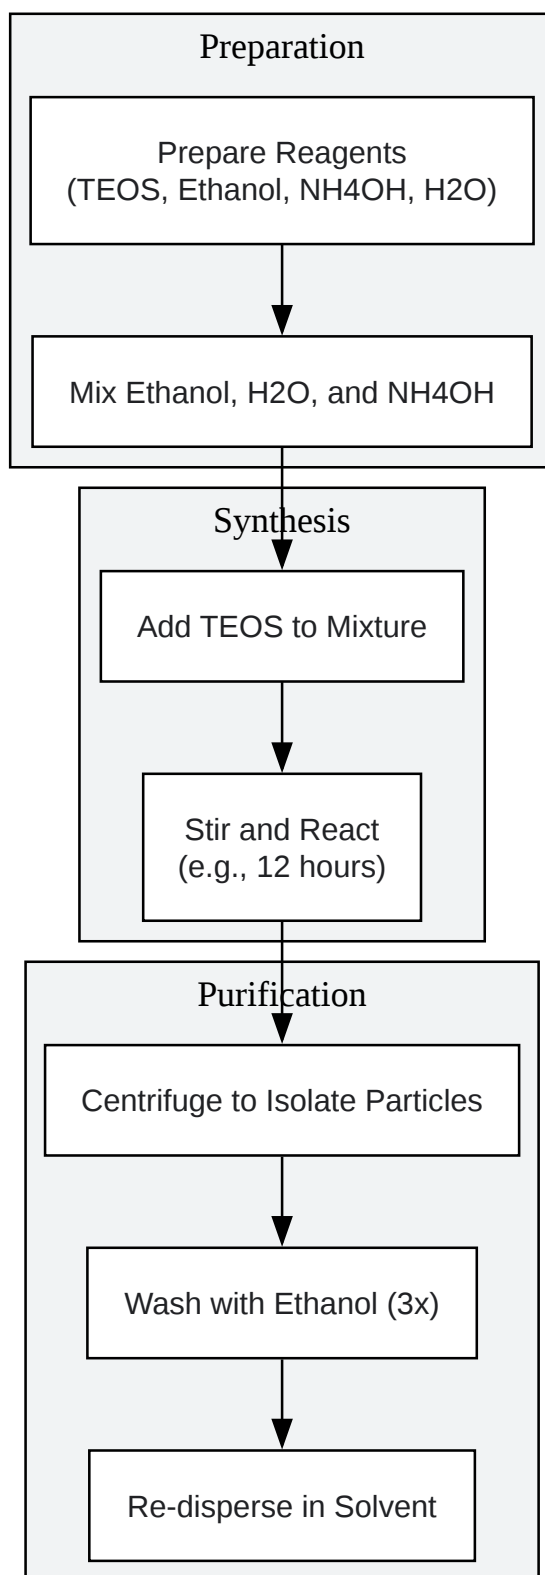 Preparation
Prepare Reagents
(TEOS, Ethanol, NH4OH, H2O)
Mix Ethanol, H2O, and NH4OH
Synthesis
Add TEOS to Mixture
Stir and React
(e.g., 12 hours)
Purification
Centrifuge to Isolate Particles
Wash with Ethanol (3x)
Re-disperse in Solvent